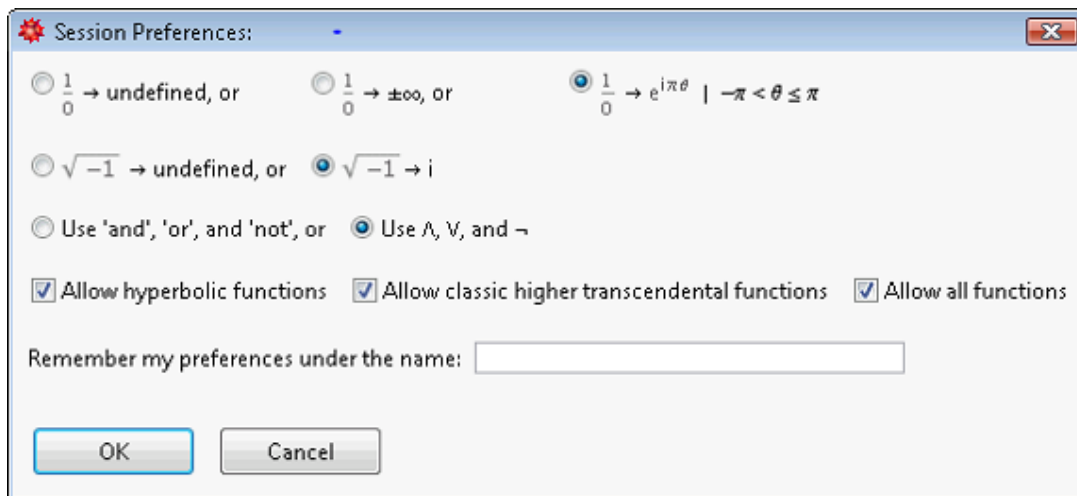 Session Preferences:
1/0 → undefined, or 1/0 → ±∞, or 1/0 → e^(iπθ) | −π < θ ≤ π
√−1 → undefined, or √−1 → i
Use 'and', 'or', and 'not', or Use ∧, ∨, and ¬
Allow hyperbolic functions Allow classic higher transcendental functions Allow all functions
Remember my preferences under the name:
OK Cancel